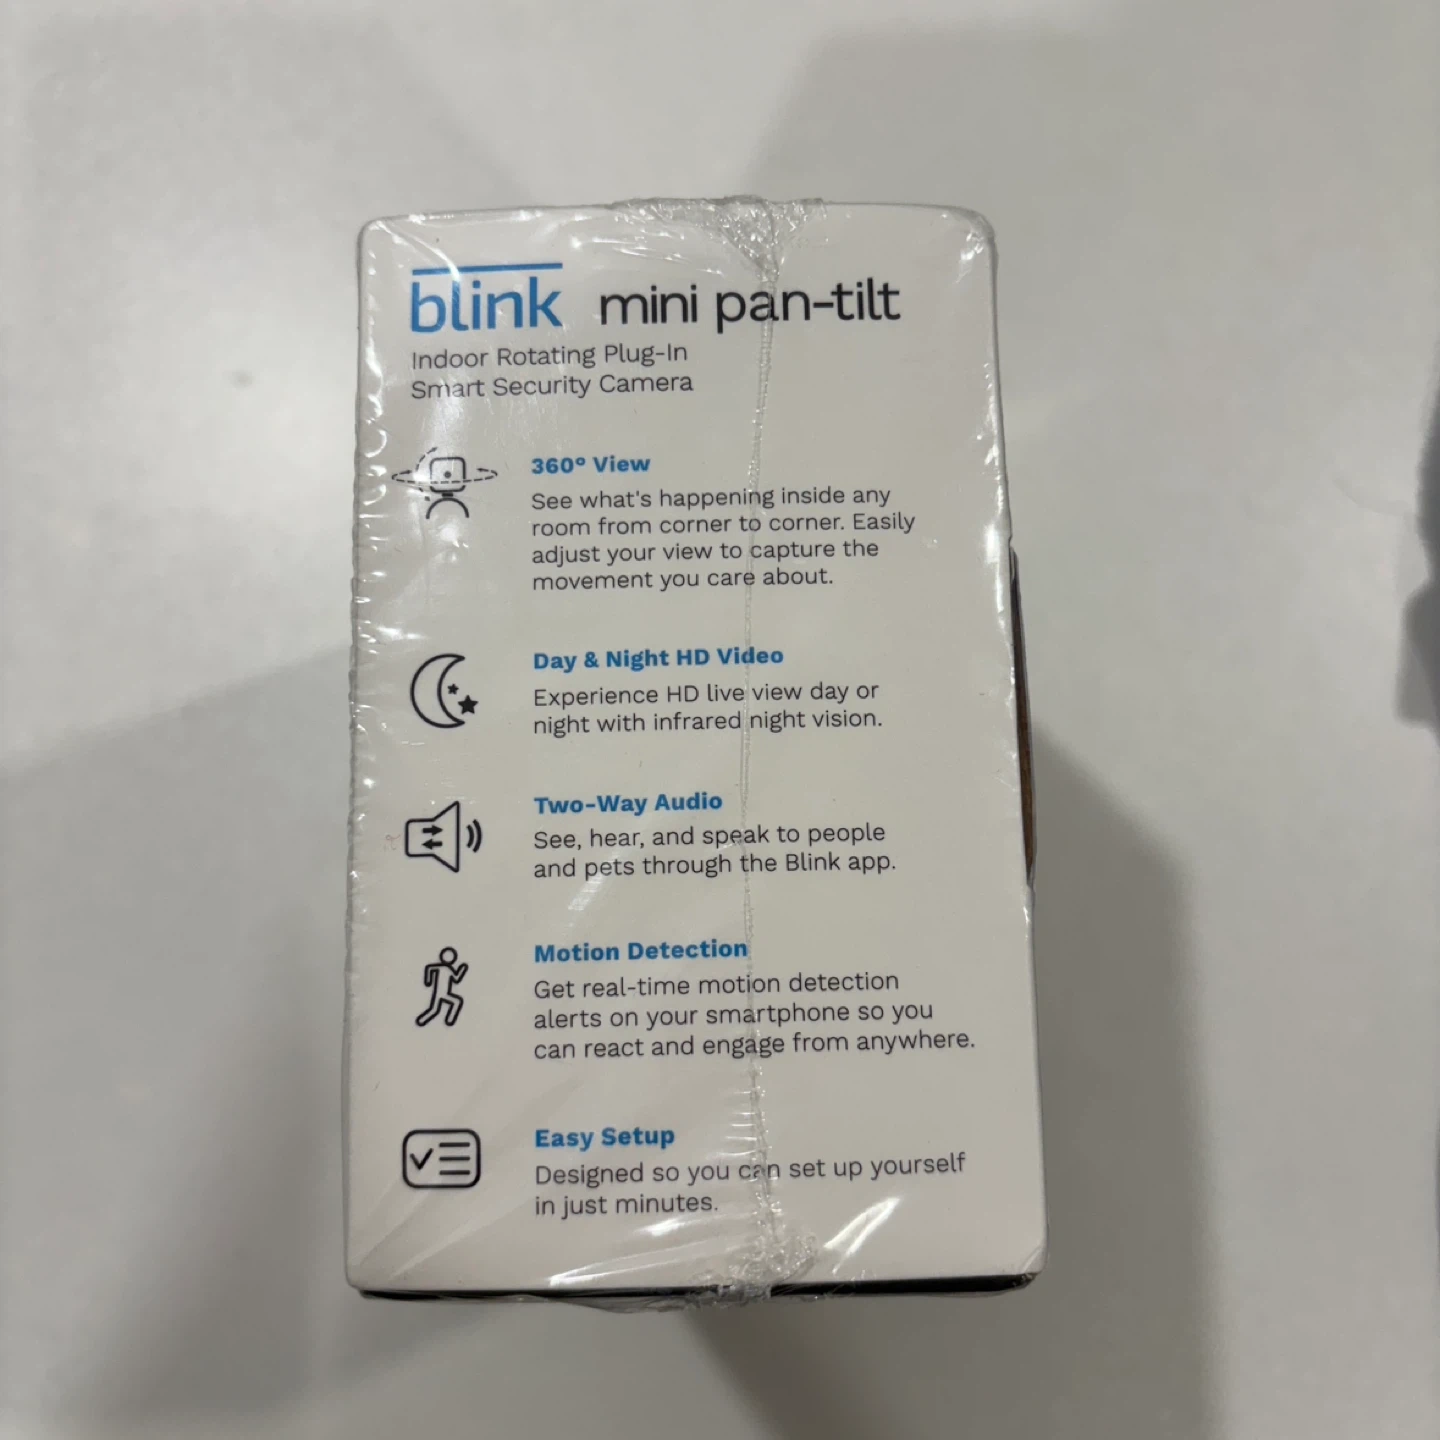 blink mini pan-tilt
Indoor Rotating Plug-In
Smart Security Camera
360° View
See what's happening inside any
room from corner to corner. Easily
adjust your view to capture the
movement you care about.
Day & Night HD Video
Experience HD live view day or
night with infrared night vision.
Two-Way Audio
See, hear, and speak to people
and pets through the Blink app.
Motion Detection
Get real-time motion detection
alerts on your smartphone so you
can react and engage from anywhere.
Easy Setup
Designed so you can set up yourself
in just minutes.